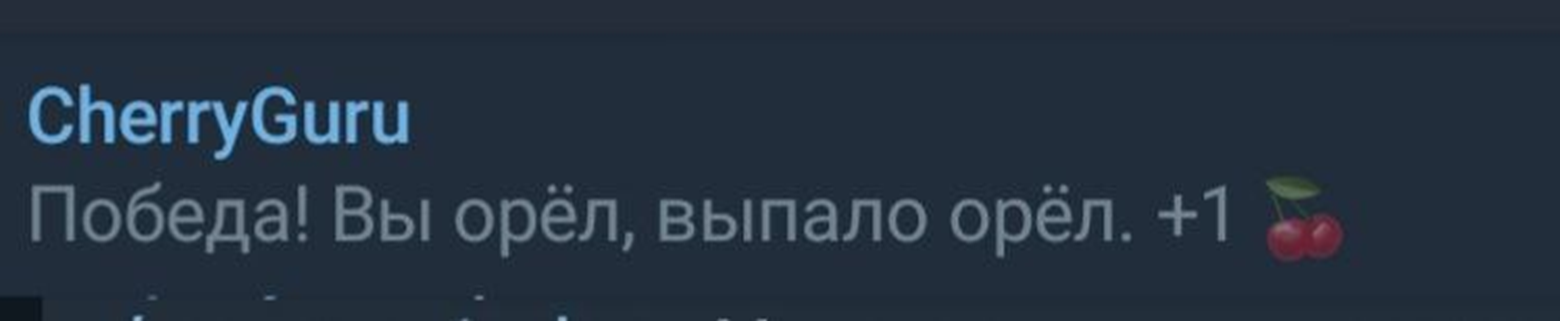 CherryGuru
Победа! Вы орёл, выпало орёл. +1 🍒